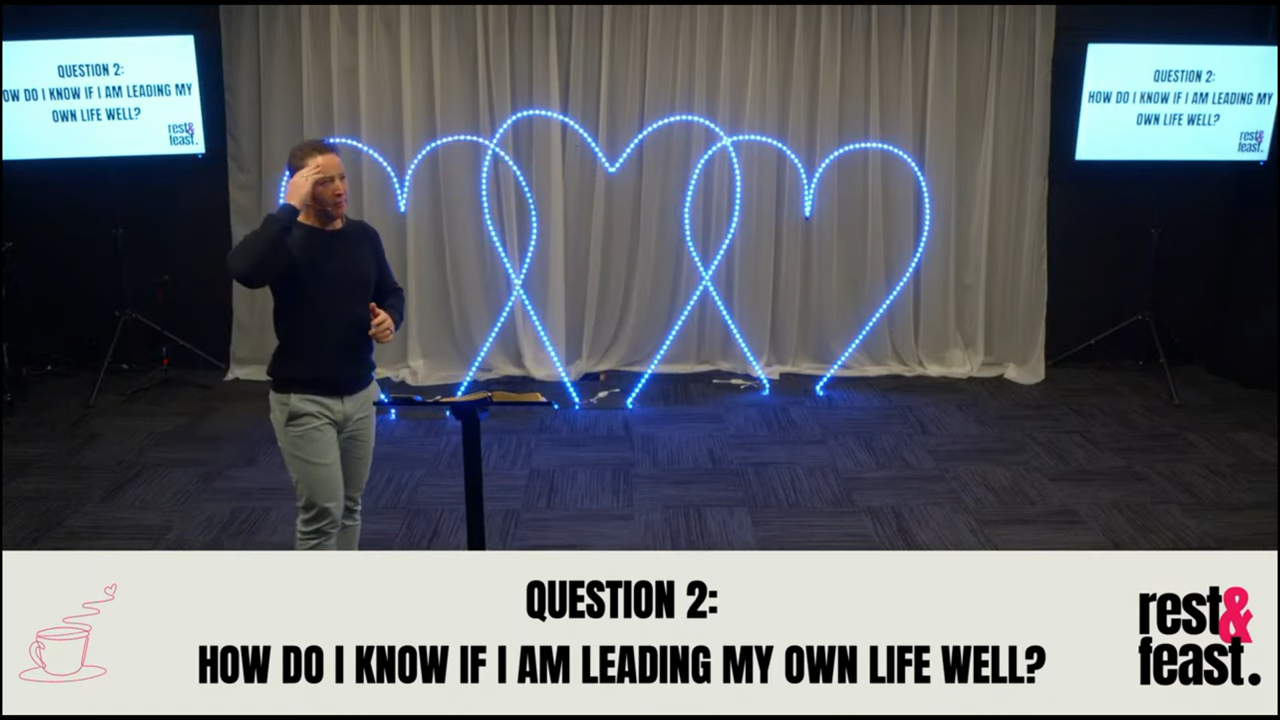 QUESTION 2:
OW DO I KNOW IF I AM LEADING MY
OWN LIFE WELL?
rest&
feast.
QUESTION 2:
HOW DO I KNOW IF I AM LEADING MY
OWN LIFE WELL?
rest&
feast.
QUESTION 2:
HOW DO I KNOW IF I AM LEADING MY OWN LIFE WELL?
rest&
feast.